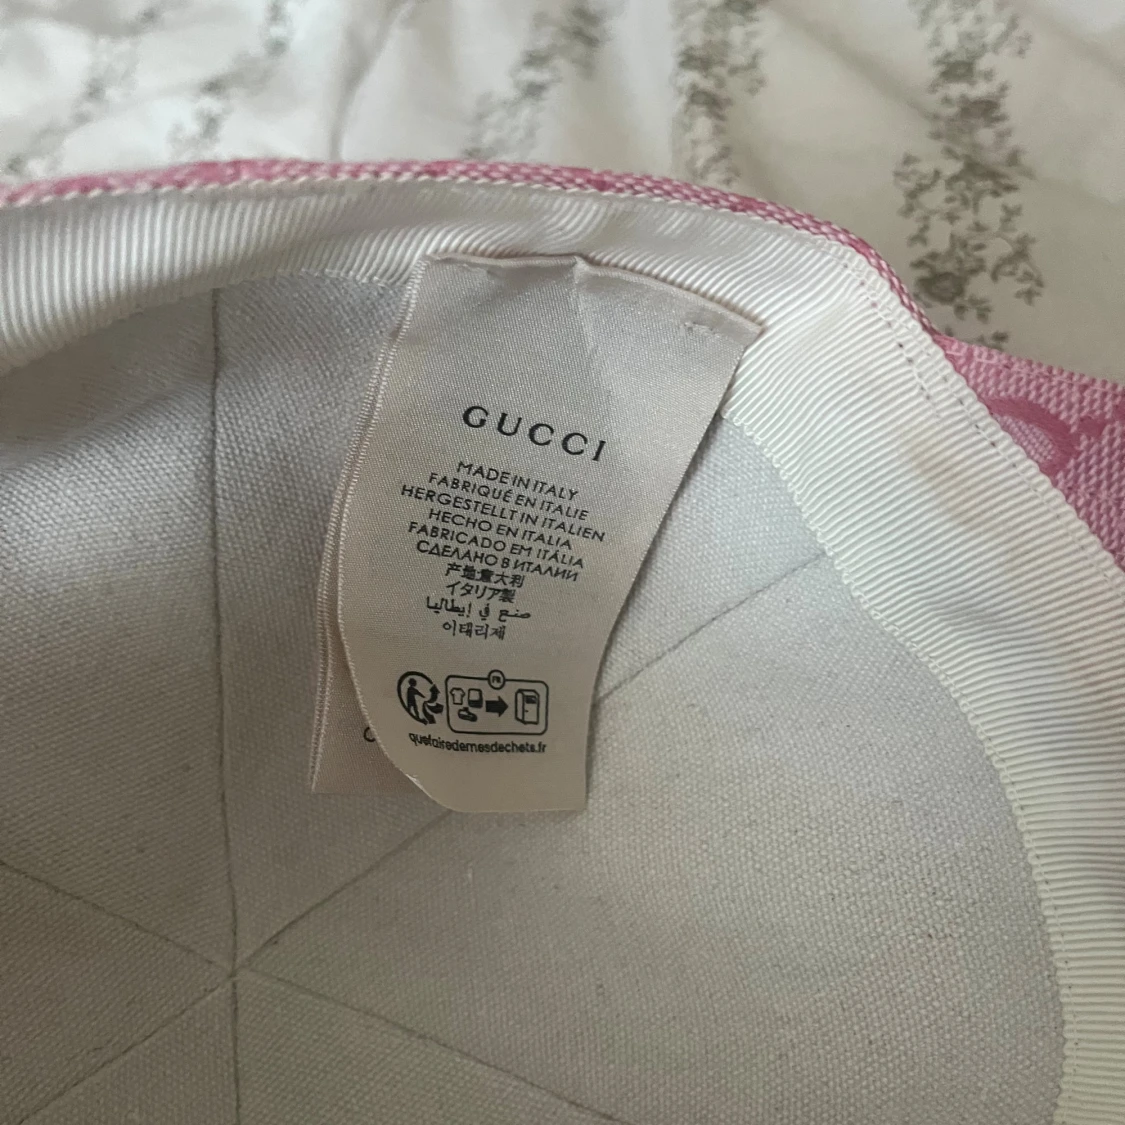 GUCCI
MADE IN ITALY
FABRIQUÉ EN ITALIE
HERGESTELLT IN ITALIEN
HECHO EN ITALIA
FABRICADO EM ITÁLIA
СДЕЛАНО В ИТАЛИИ
产地意大利
イタリア製
صنع في إيطاليا
이태리제
FR
quefairedemesdechets.fr